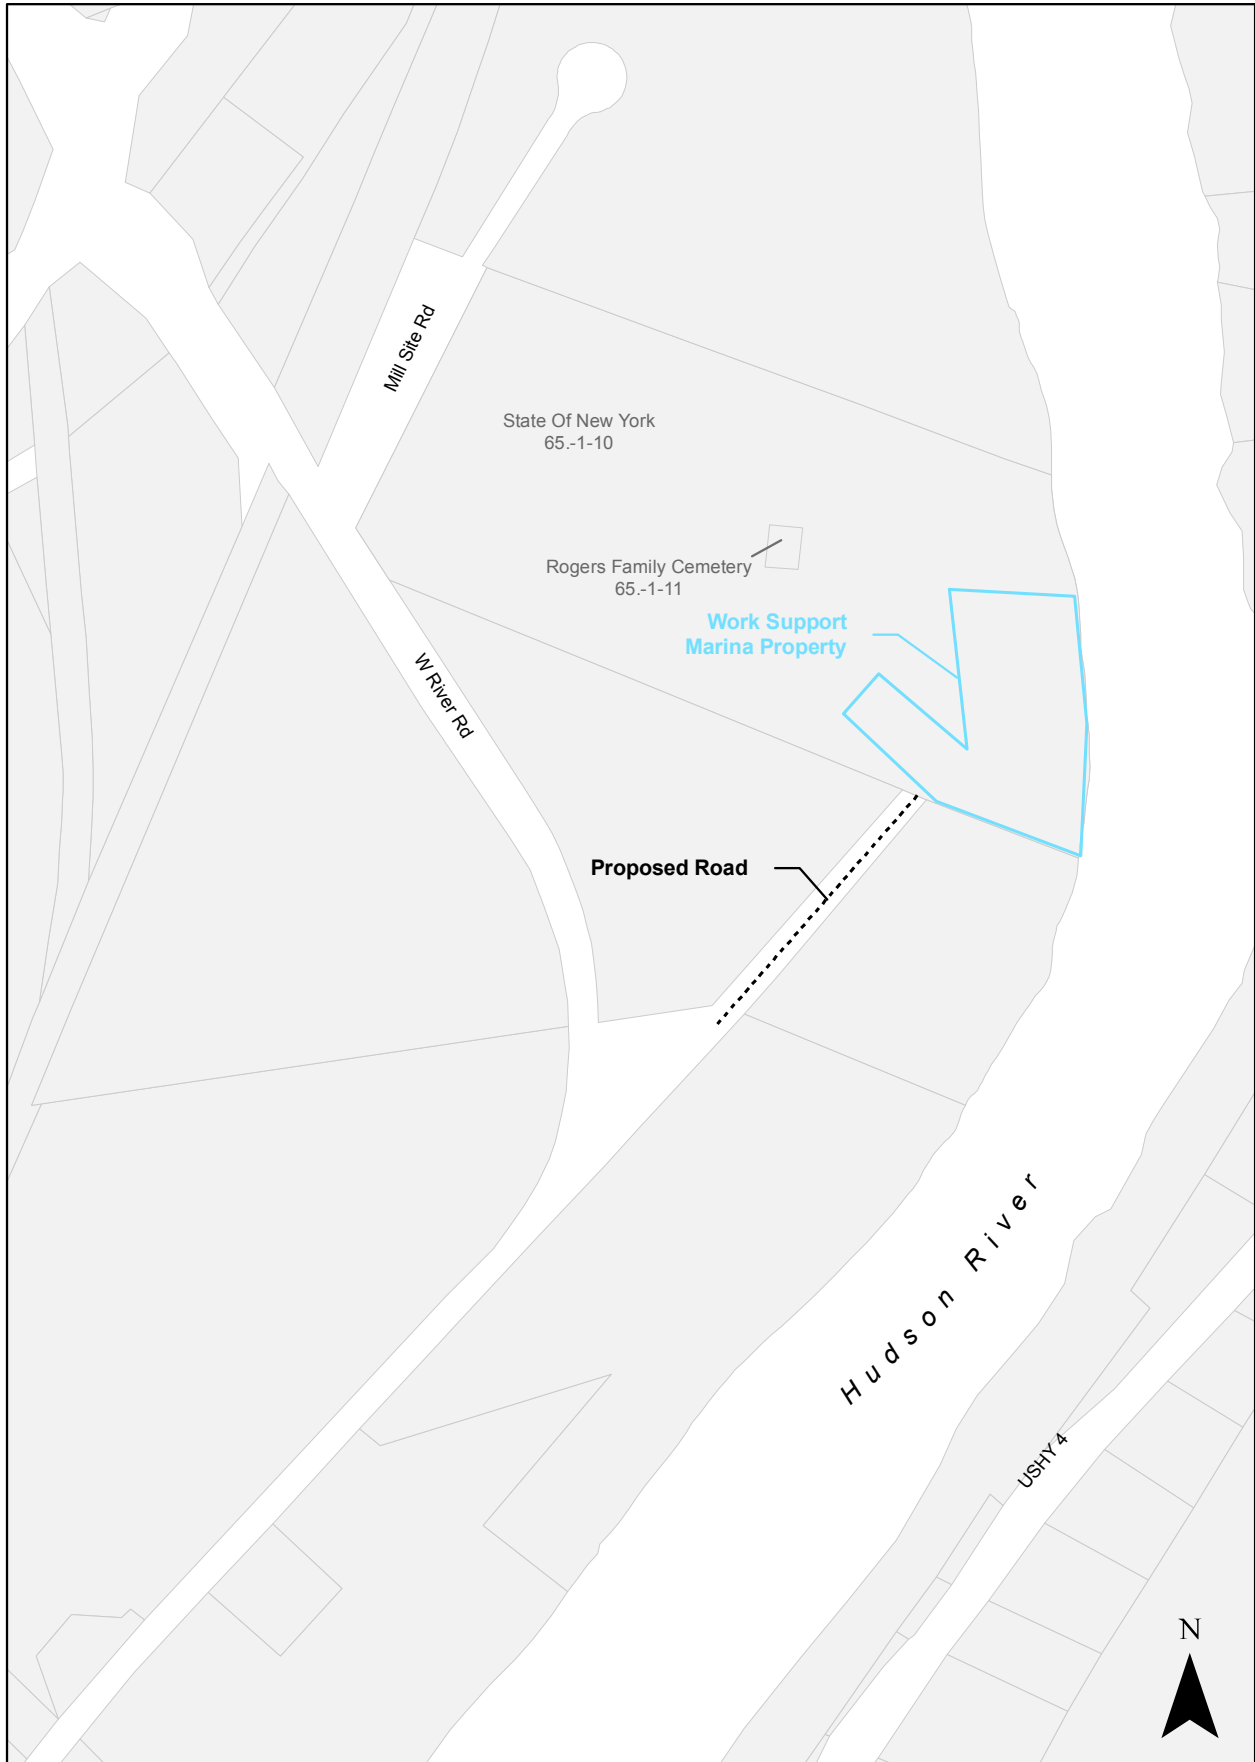 Mill Site Rd
State Of New York
65.-1-10
Rogers Family Cemetery
65.-1-11
Work Support
Marina Property
W River Rd
Proposed Road
Hudson River
USHY 4
N